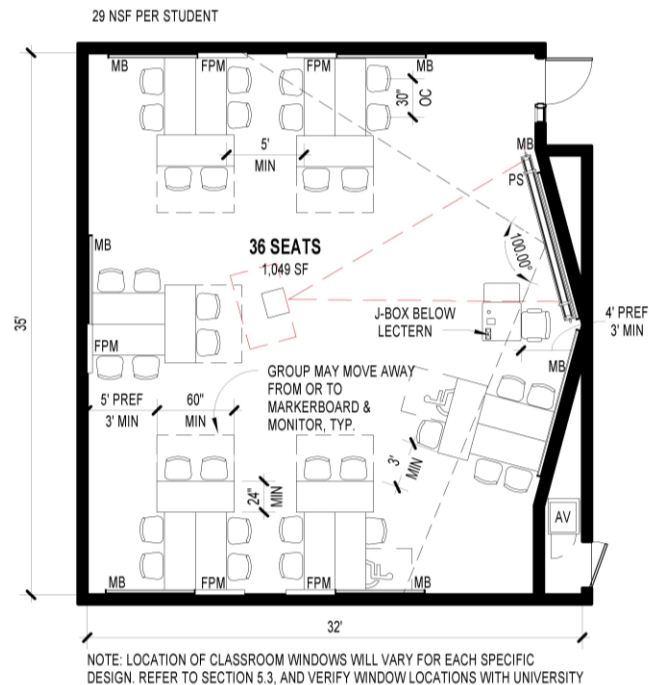 29 NSF PER STUDENT
MB
FPM
FPM
MB
30"
OC
5'
MIN
MB
PS
100.00°
36 SEATS
1,049 SF
MB
35'
J-BOX BELOW
LECTERN
4' PREF
3' MIN
FPM
MB
GROUP MAY MOVE AWAY
FROM OR TO
MARKERBOARD &
MONITOR, TYP.
5' PREF
3' MIN
60"
MIN
3'
MIN
24"
MIN
AV
MB
FPM
FPM
MB
32'
NOTE: LOCATION OF CLASSROOM WINDOWS WILL VARY FOR EACH SPECIFIC
DESIGN. REFER TO SECTION 5.3, AND VERIFY WINDOW LOCATIONS WITH UNIVERSITY